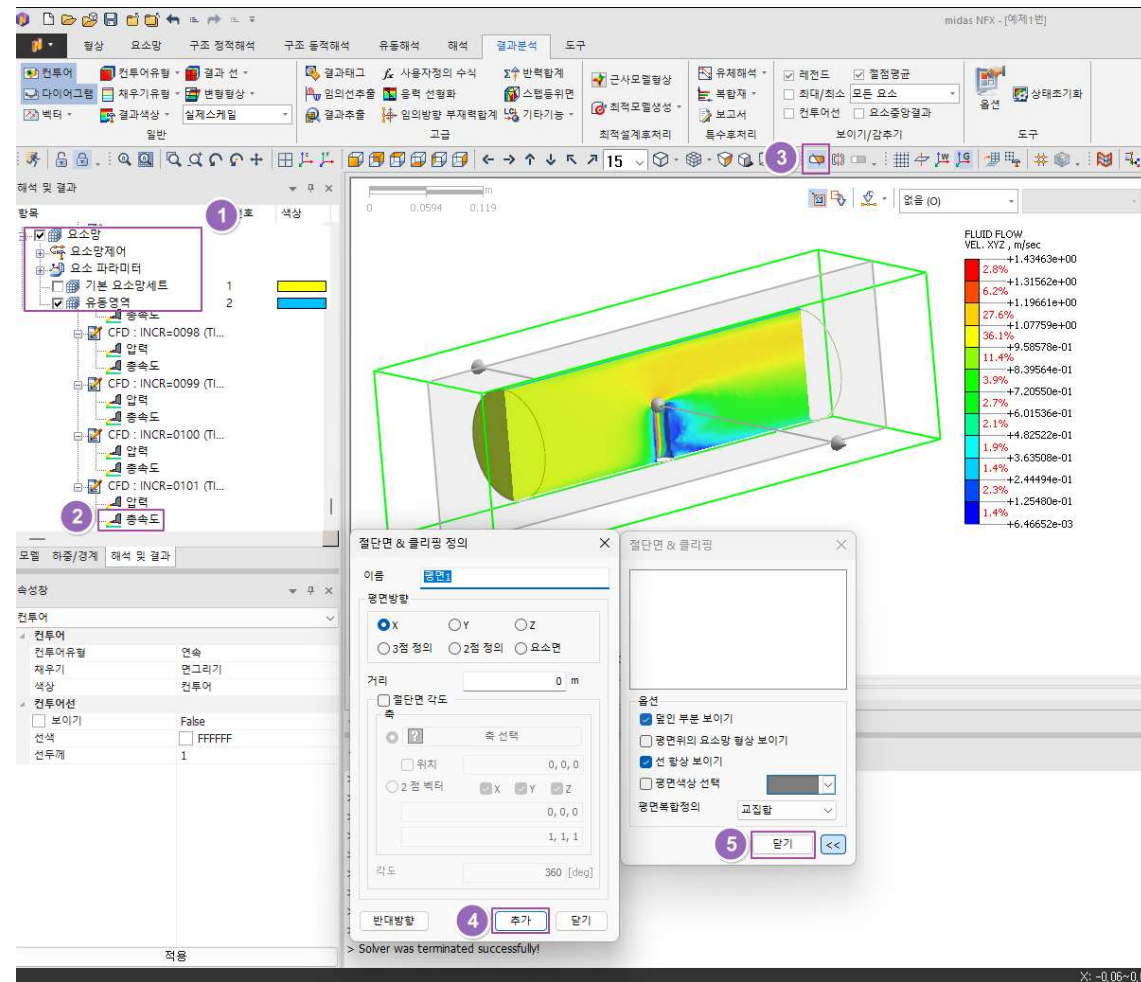 midas NFX - [예제1번]
형상 요소망 구조 정적해석 구조 동적해석 유동해석 해석 결과분석 도구
컨투어 컨투어유형 결과 선 결과태그 사용자정의 수식 반력합계 근사모델형상 유체해석 레전드 절점평균
다이어그램 채우기유형 변형형상 임의선추출 응력 선형화 스텝등위면 최적모델생성 복합재 최대/최소 모든 요소 옵션 상태초기화
벡터 결과색상 실제스케일 결과추출 임의방향 부재력합계 기타기능 보고서 컨투어선 요소중앙결과
일반 고급 최적설계후처리 특수후처리 보이기/감추기 도구
15
3
해석 및 결과
항목 호 색상
1
요소망
요소망제어
요소 파라미터
기본 요소망세트 1
유동영역 2
총속도
CFD : INCR=0098 (TI...
압력
총속도
CFD : INCR=0099 (TI...
압력
총속도
CFD : INCR=0100 (TI...
압력
총속도
CFD : INCR=0101 (TI...
압력
2 총속도
모델 하중/경계 해석 및 결과
속성창
컨투어
컨투어
컨투어유형 연속
채우기 면그리기
색상 컨투어
컨투어선
보이기 False
선색 FFFFFF
선두께 1
적용
m
0 0.0594 0.119
없음 (O)
FLUID FLOW
VEL. XYZ , m/sec
+1.43463e+00
2.8%
+1.31562e+00
6.2%
+1.19661e+00
27.6%
+1.07759e+00
36.1%
+9.58578e-01
11.4%
+8.39564e-01
3.9%
+7.20550e-01
2.7%
+6.01536e-01
2.1%
+4.82522e-01
1.9%
+3.63508e-01
1.4%
+2.44494e-01
2.3%
+1.25480e-01
1.4%
+6.46652e-03
절단면 & 클리핑 정의
이름 평면1
평면방향
X Y Z
3점 정의 2점 정의 요소면
거리 0 m
절단면 각도
축
? 축 선택
위치 0, 0, 0
2 점 벡터 X Y Z
0, 0, 0
1, 1, 1
각도 360 [deg]
반대방향 4 추가 닫기
절단면 & 클리핑
옵션
덮인 부분 보이기
평면위의 요소망 형상 보이기
선 형상 보이기
평면색상 선택
평면복합정의 교집합
5 닫기 <<
> Solver was terminated successfully!